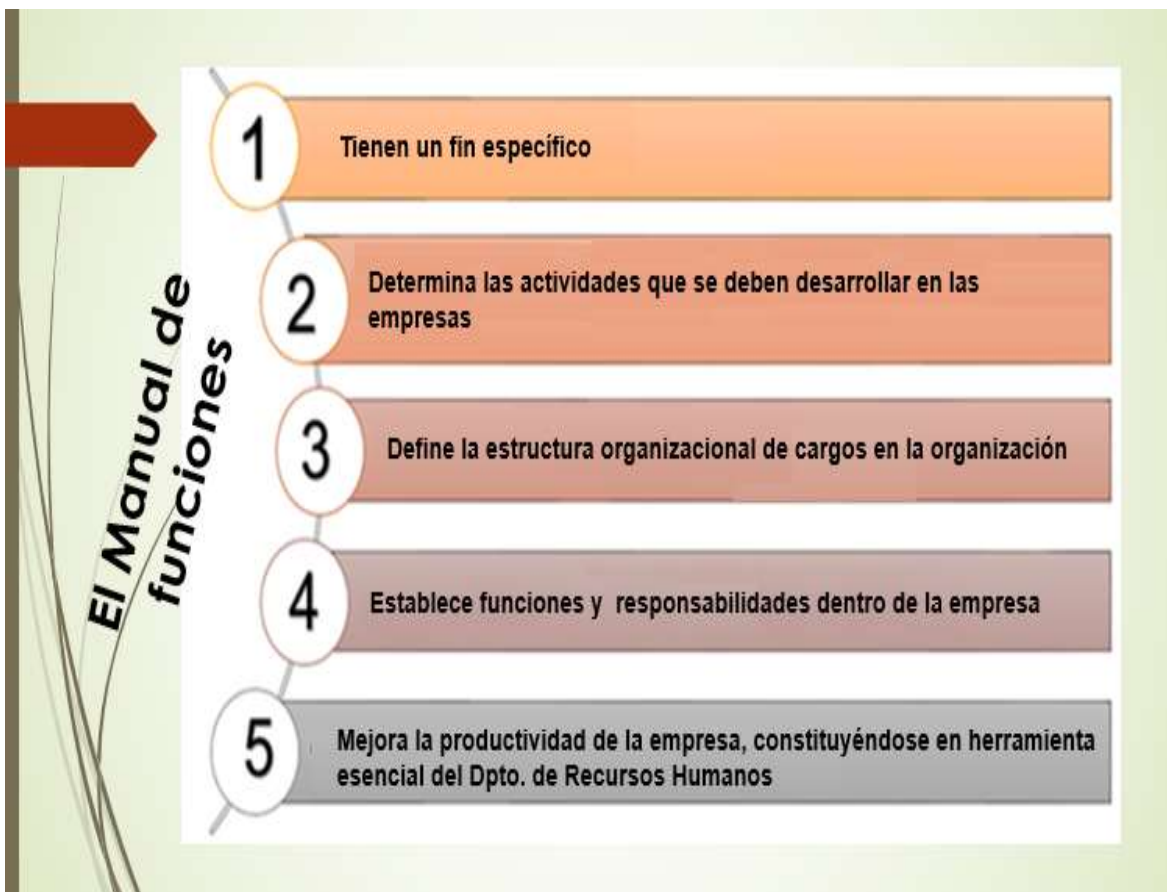 El Manual de
funciones
1
Tienen un fin específico
2
Determina las actividades que se deben desarrollar en las
empresas
3
Define la estructura organizacional de cargos en la organización
4
Establece funciones y  responsabilidades dentro de la empresa
5
Mejora la productividad de la empresa, constituyéndose en herramienta
esencial del Dpto. de Recursos Humanos